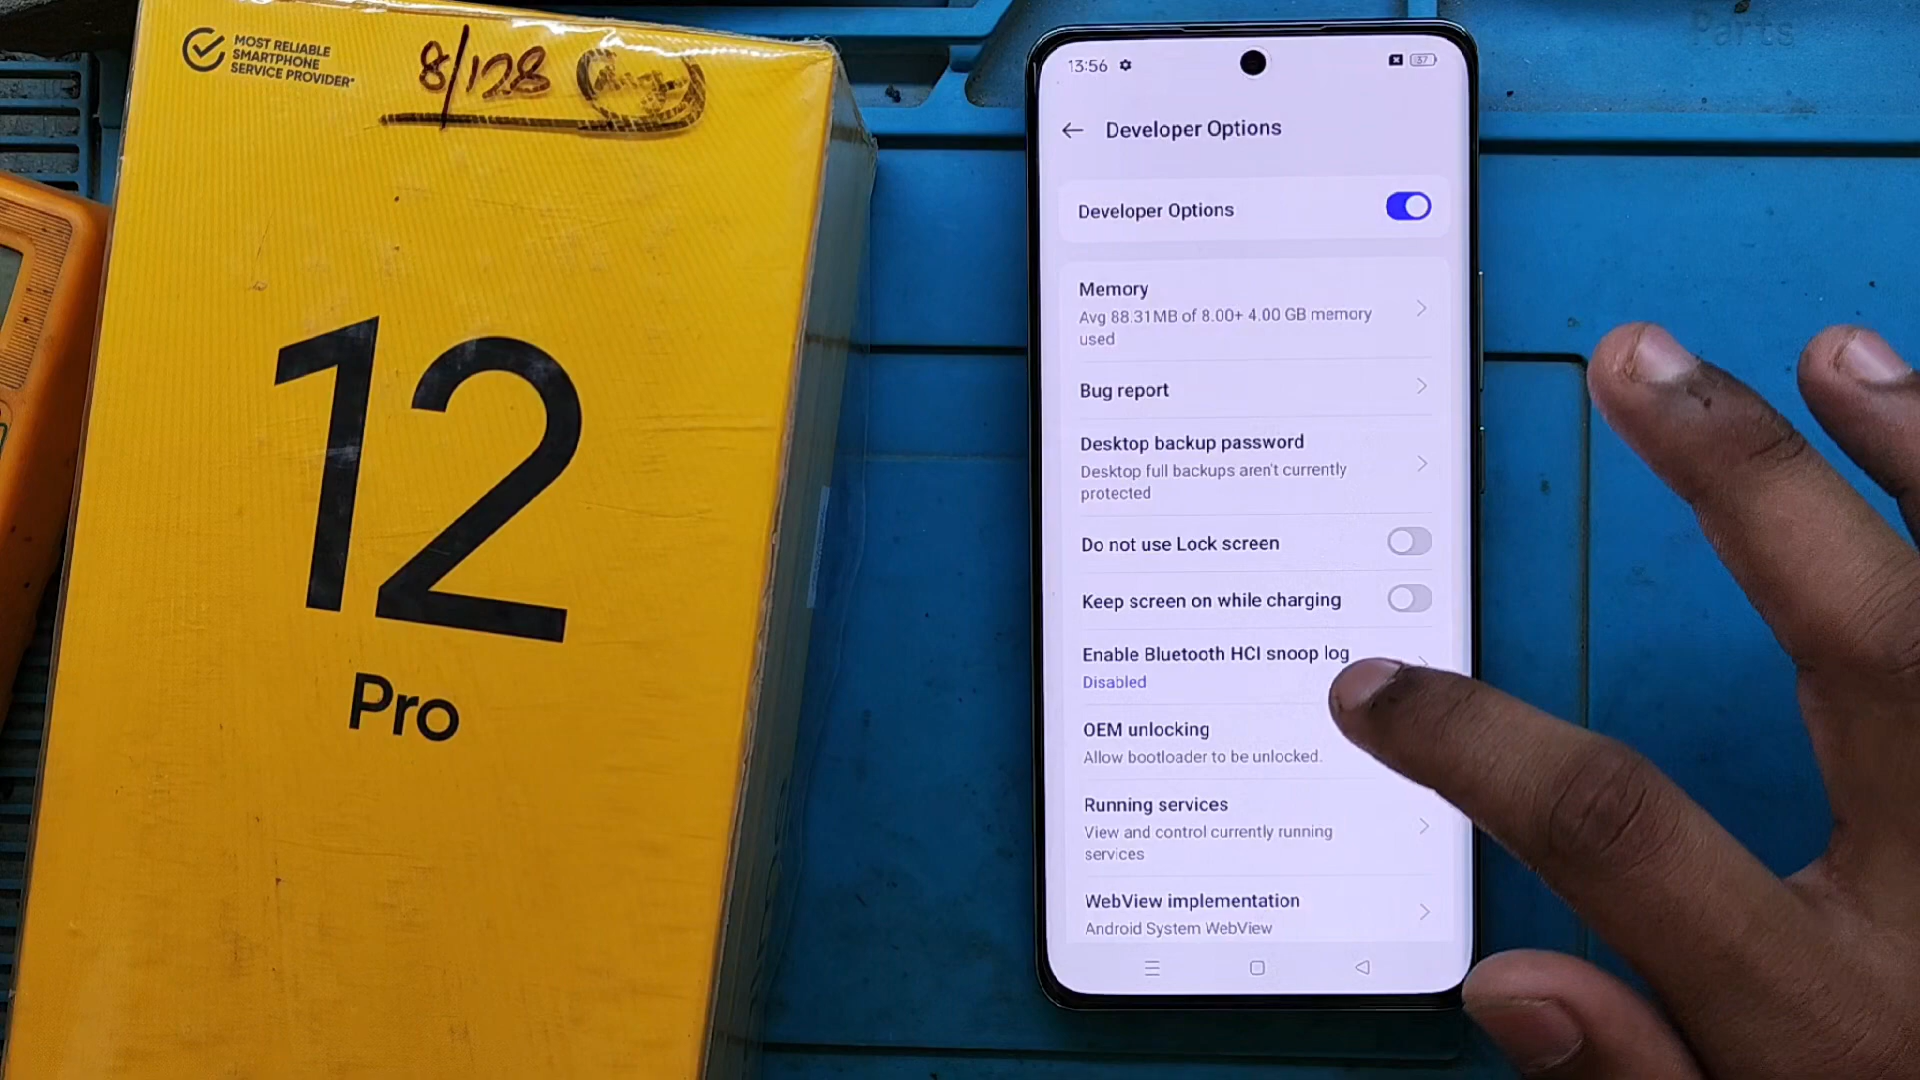 Parts
MOST RELIABLE
SMARTPHONE
SERVICE PROVIDER*
8/128
12
Pro
13:56
37
Developer Options
Developer Options
Memory
Avg 88.31MB of 8.00+ 4.00 GB memory
used
Bug report
Desktop backup password
Desktop full backups aren't currently
protected
Do not use Lock screen
Keep screen on while charging
Enable Bluetooth HCI snoop log
Disabled
OEM unlocking
Allow bootloader to be unlocked.
Running services
View and control currently running
services
WebView implementation
Android System WebView